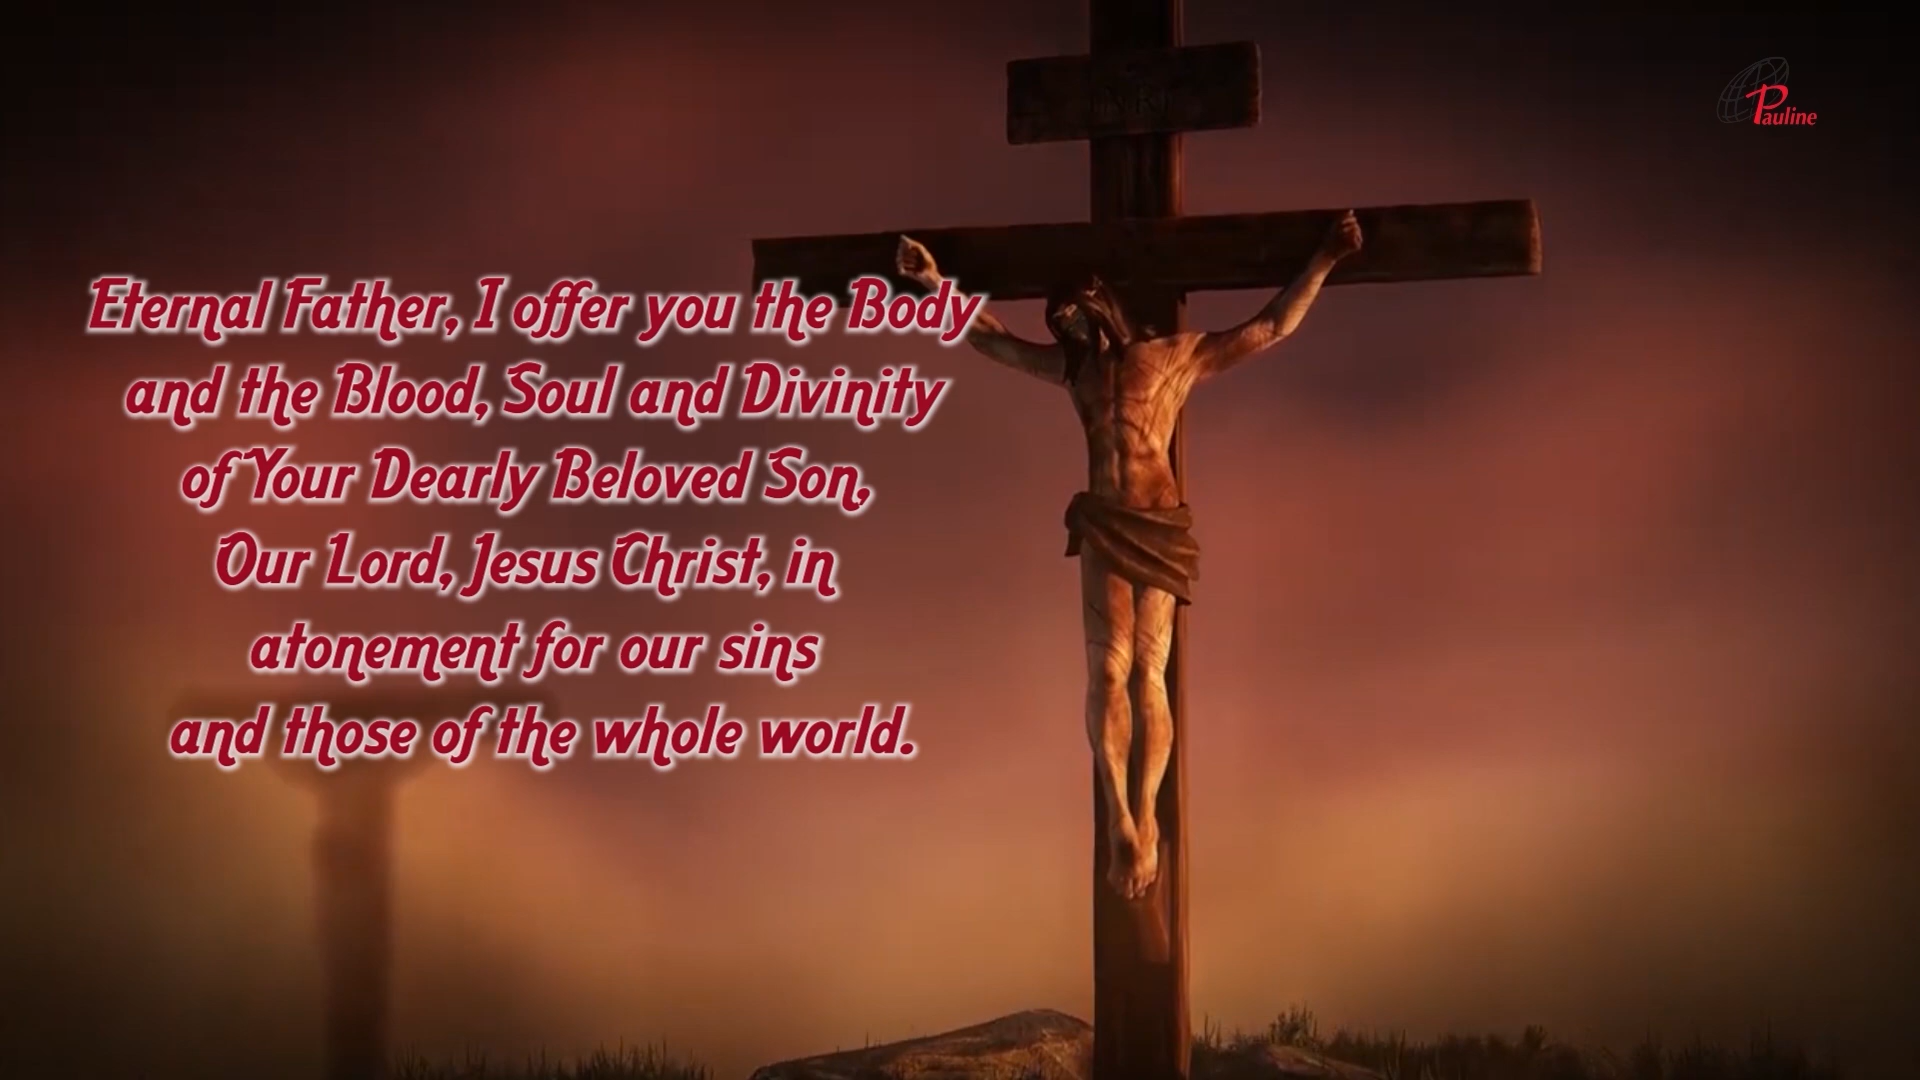 Eternal Father, I offer you the Body
and the Blood, Soul and Divinity
of Your Dearly Beloved Son,
Our Lord, Jesus Christ, in
atonement for our sins
and those of the whole world.
Pauline